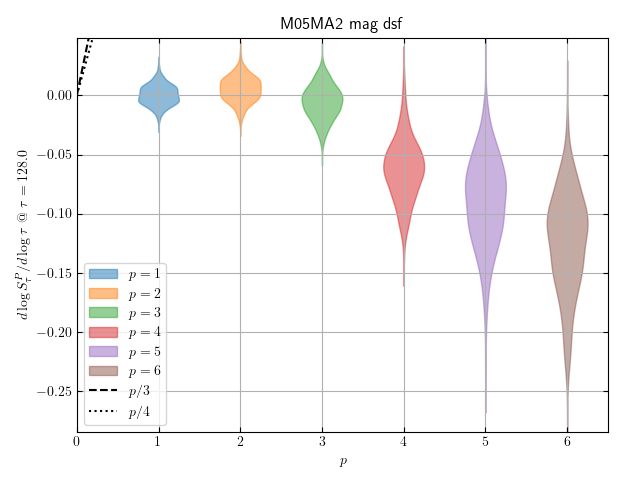 M05MA2 mag dsf
d log S_τ^P / d log τ @ τ = 128.0
0.00
−0.05
−0.10
−0.15
−0.20
−0.25
p = 1
p = 2
p = 3
p = 4
p = 5
p = 6
p/3
p/4
0 1 2 3 4 5 6
p